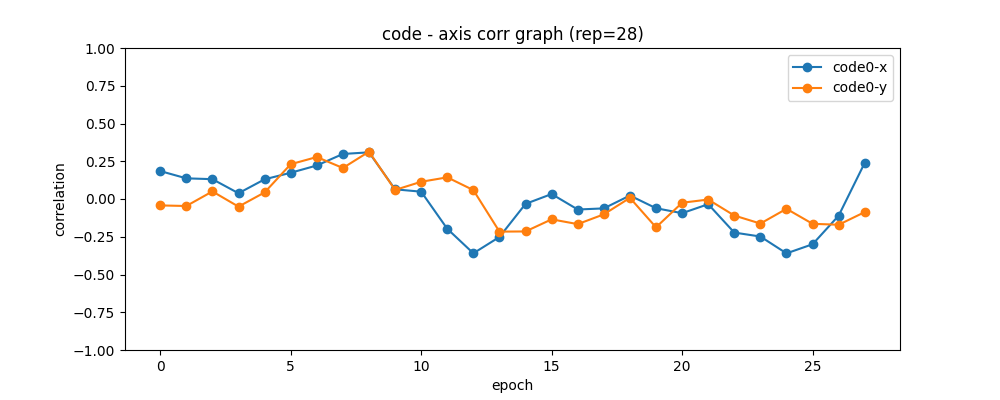 code - axis corr graph (rep=28)
1.00
0.75
0.50
0.25
0.00
−0.25
−0.50
−0.75
−1.00
correlation
code0-x
code0-y
0 5 10 15 20 25
epoch